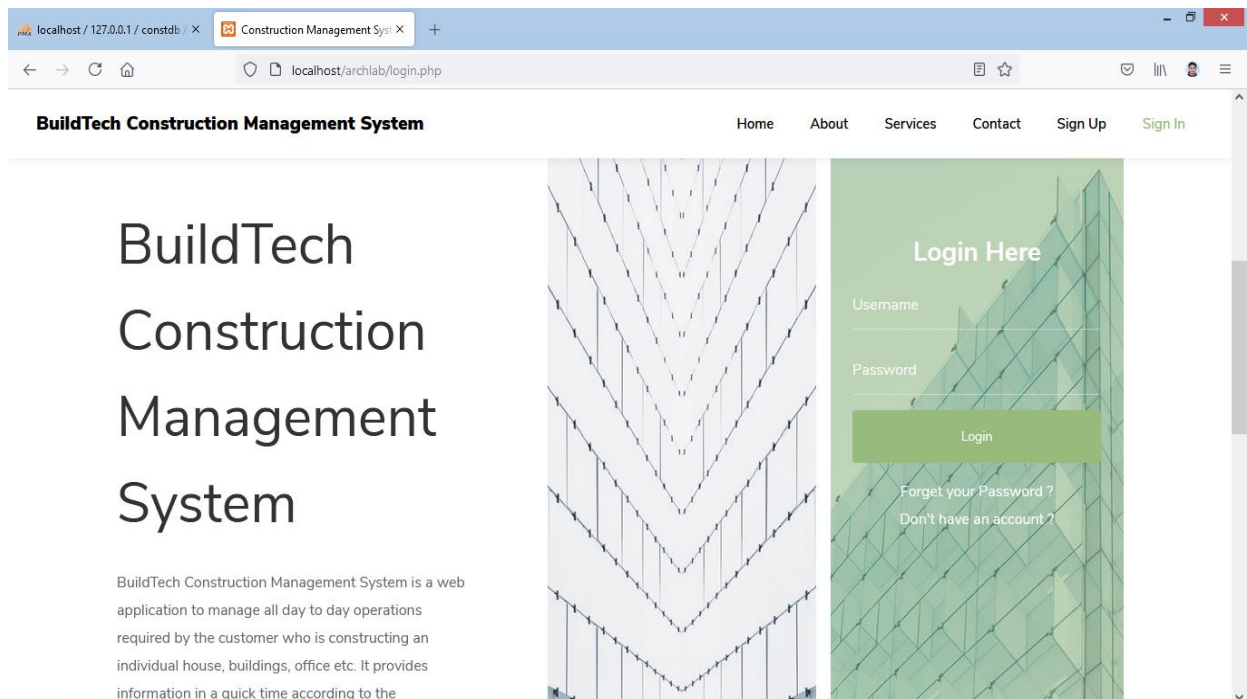 localhost / 127.0.0.1 / constdb /
Construction Management Syst
localhost/archlab/login.php
BuildTech Construction Management System
Home About Services Contact Sign Up Sign In
BuildTech
Construction
Management
System
BuildTech Construction Management System is a web
application to manage all day to day operations
required by the customer who is constructing an
individual house, buildings, office etc. It provides
information in a quick time according to the
Login Here
Username
Password
Login
Forget your Password ?
Don't have an account ?